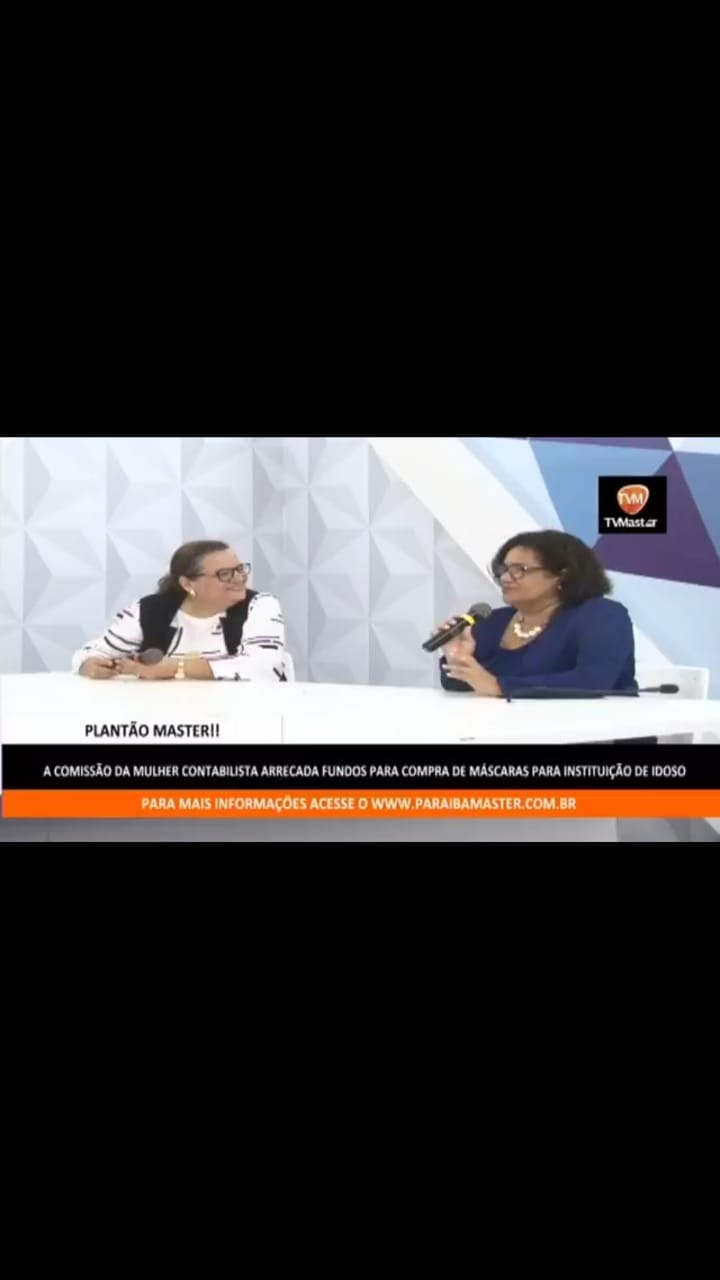 TVM
TVMaster
PLANTÃO MASTER!!
A COMISSÃO DA MULHER CONTABILISTA ARRECADA FUNDOS PARA COMPRA DE MÁSCARAS PARA INSTITUIÇÃO DE IDOSO
PARA MAIS INFORMAÇÕES ACESSE O WWW.PARAIBAMASTER.COM.BR